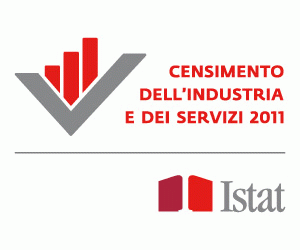 CENSIMENTO
DELL'INDUSTRIA
E DEI SERVIZI 2011
Istat